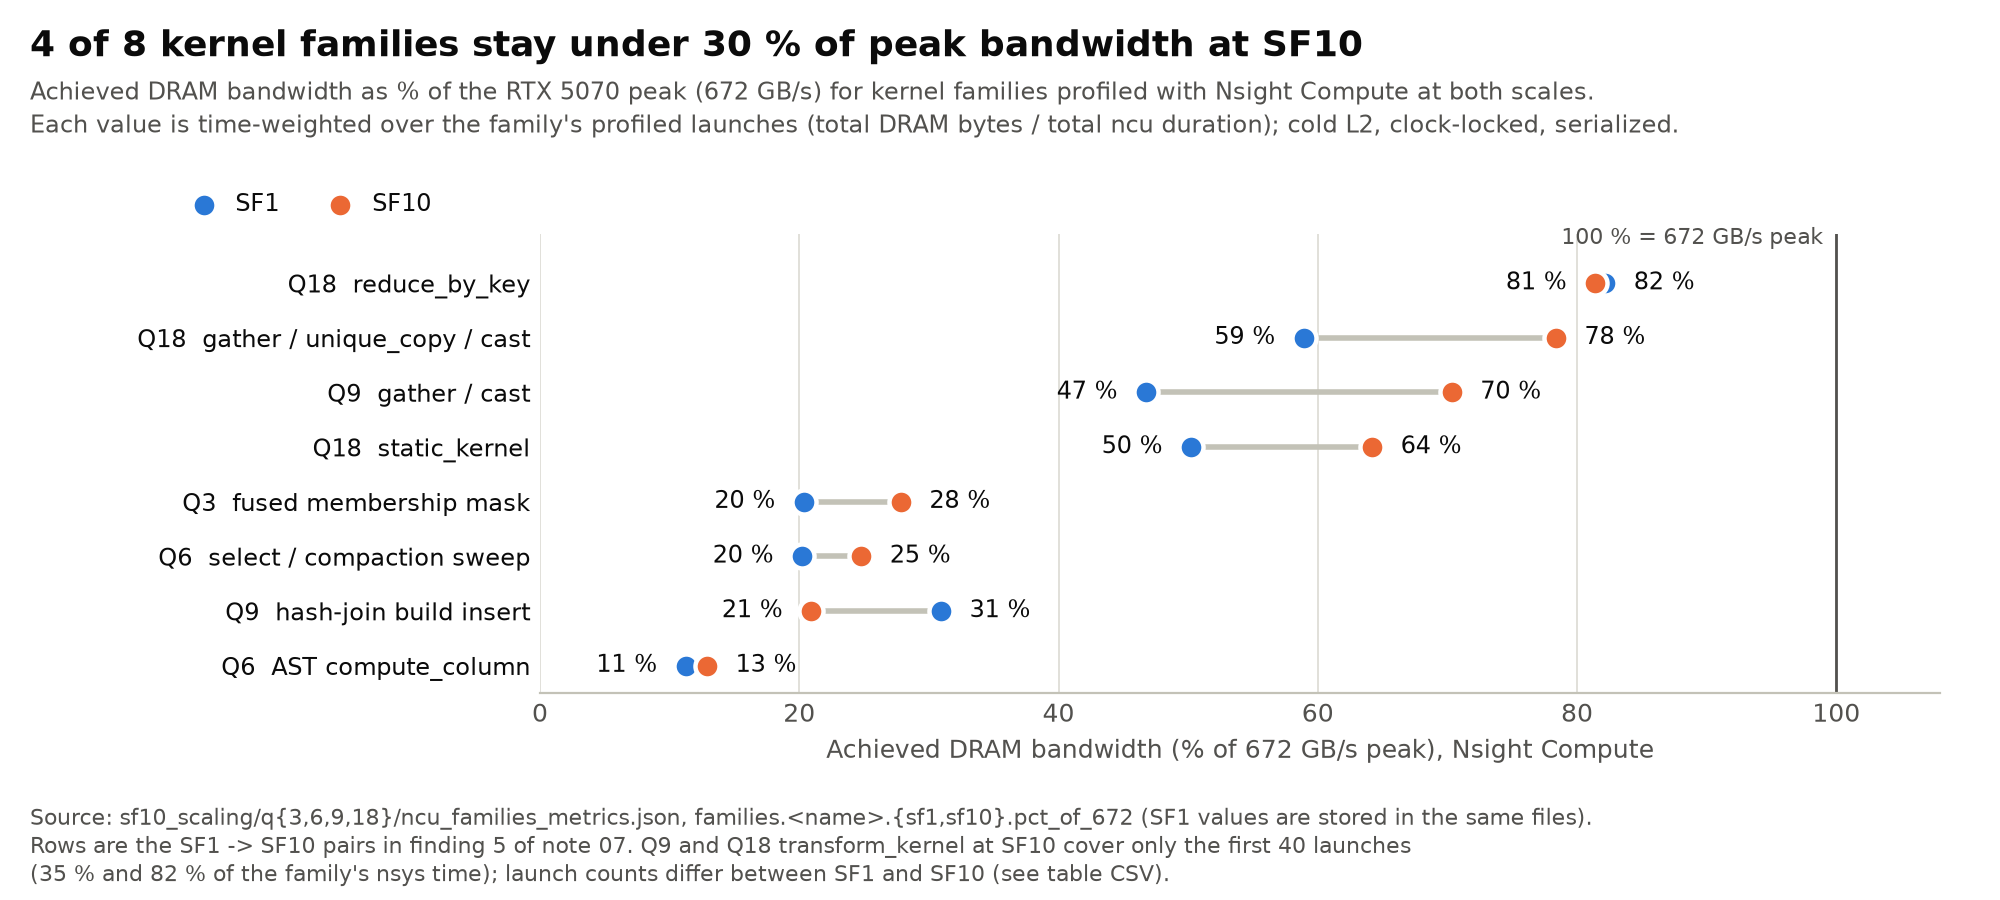 4 of 8 kernel families stay under 30 % of peak bandwidth at SF10
Achieved DRAM bandwidth as % of the RTX 5070 peak (672 GB/s) for kernel families profiled with Nsight Compute at both scales.
Each value is time-weighted over the family's profiled launches (total DRAM bytes / total ncu duration); cold L2, clock-locked, serialized.
SF1 SF10
100 % = 672 GB/s peak
Q18 reduce_by_key 81 % 82 %
Q18 gather / unique_copy / cast 59 % 78 %
Q9 gather / cast 47 % 70 %
Q18 static_kernel 50 % 64 %
Q3 fused membership mask 20 % 28 %
Q6 select / compaction sweep 20 % 25 %
Q9 hash-join build insert 21 % 31 %
Q6 AST compute_column 11 % 13 %
0 20 40 60 80 100
Achieved DRAM bandwidth (% of 672 GB/s peak), Nsight Compute
Source: sf10_scaling/q{3,6,9,18}/ncu_families_metrics.json, families.<name>.{sf1,sf10}.pct_of_672 (SF1 values are stored in the same files).
Rows are the SF1 -> SF10 pairs in finding 5 of note 07. Q9 and Q18 transform_kernel at SF10 cover only the first 40 launches
(35 % and 82 % of the family's nsys time); launch counts differ between SF1 and SF10 (see table CSV).